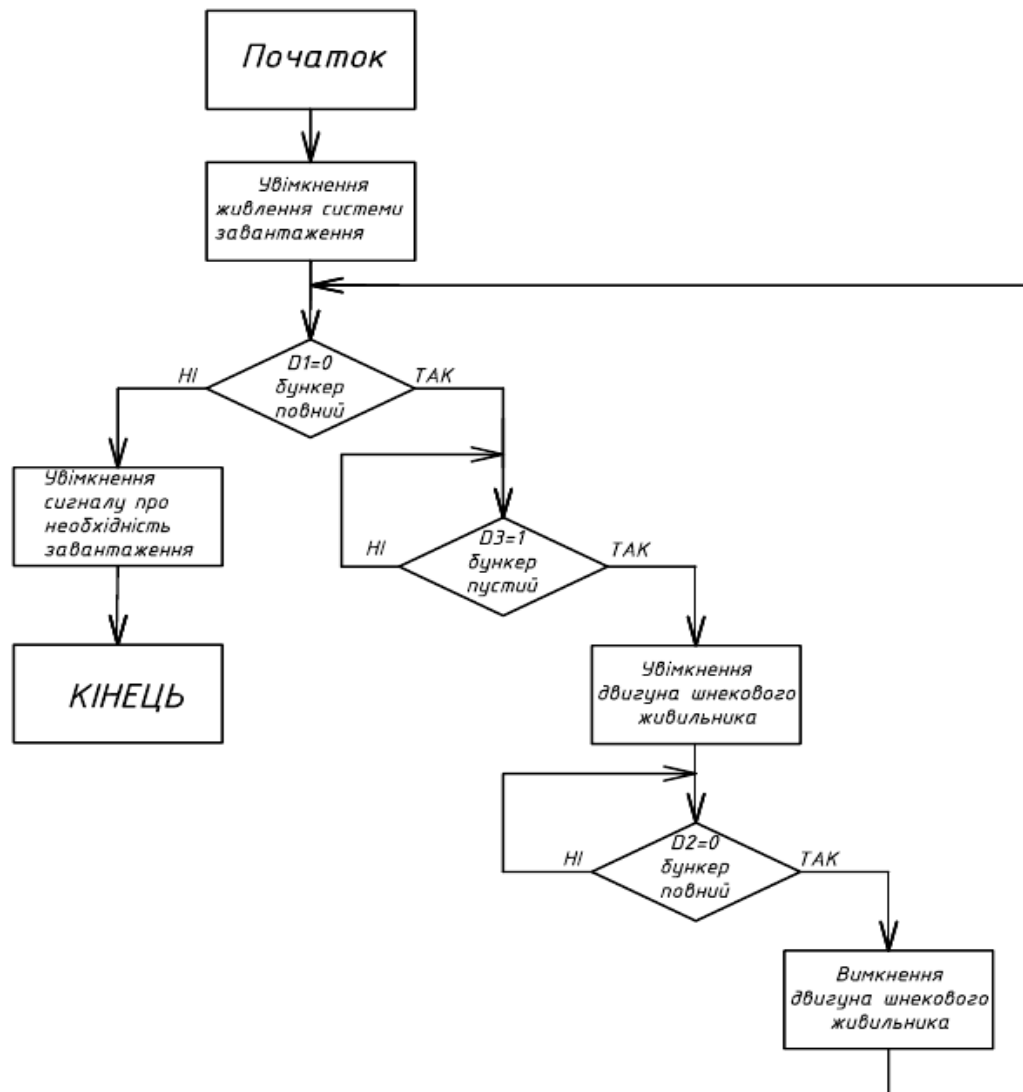 Початок
Увімкнення
живлення системи
завантаження
D1=0
бункер
повний
НІ
ТАК
Увімкнення
сигналу про
необхідність
завантаження
КІНЕЦЬ
D3=1
бункер
пустий
НІ
ТАК
Увімкнення
двигуна шнекового
живильника
D2=0
бункер
повний
НІ
ТАК
Вимкнення
двигуна шнекового
живильника